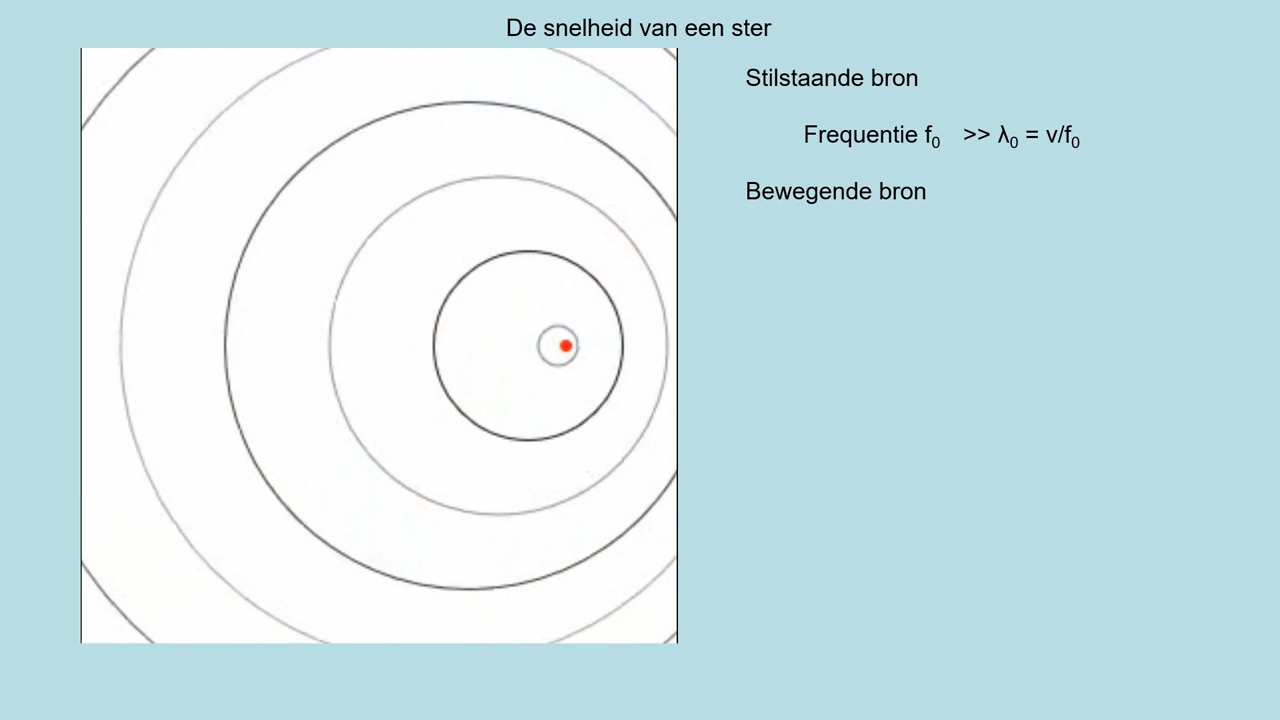 De snelheid van een ster
Stilstaande bron
Frequentie f₀ >> λ₀ = v/f₀
Bewegende bron